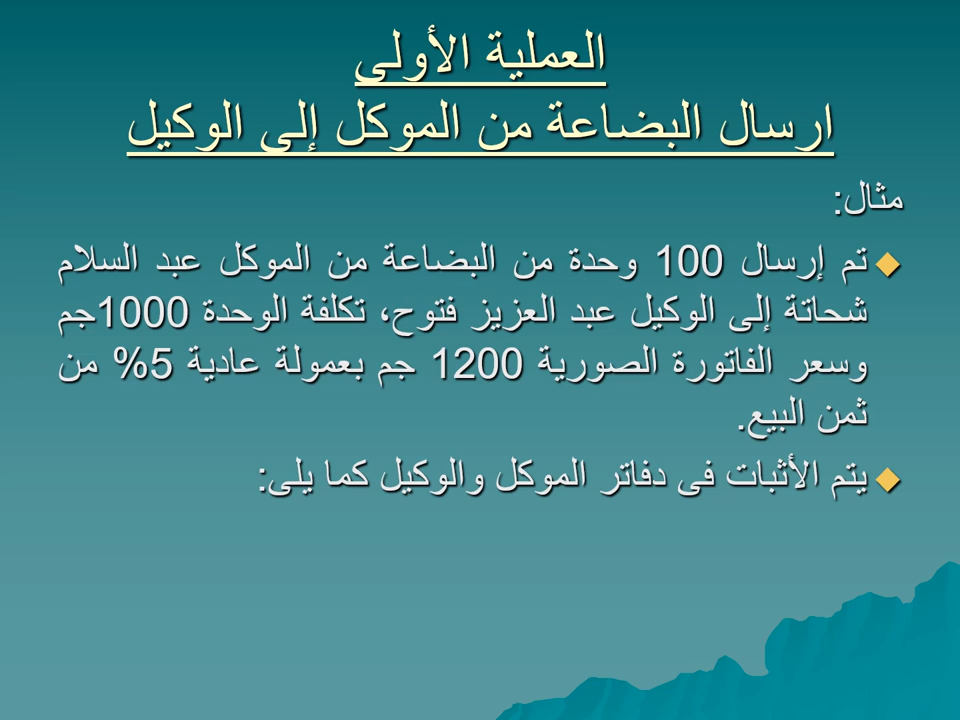 العملية الأولى
ارسال البضاعة من الموكل إلى الوكيل
مثال:
تم إرسال 100 وحدة من البضاعة من الموكل عبد السلام
شحاتة إلى الوكيل عبد العزيز فتوح، تكلفة الوحدة 1000جم
وسعر الفاتورة الصورية 1200 جم بعمولة عادية 5% من
ثمن البيع.
يتم الأثبات فى دفاتر الموكل والوكيل كما يلى: